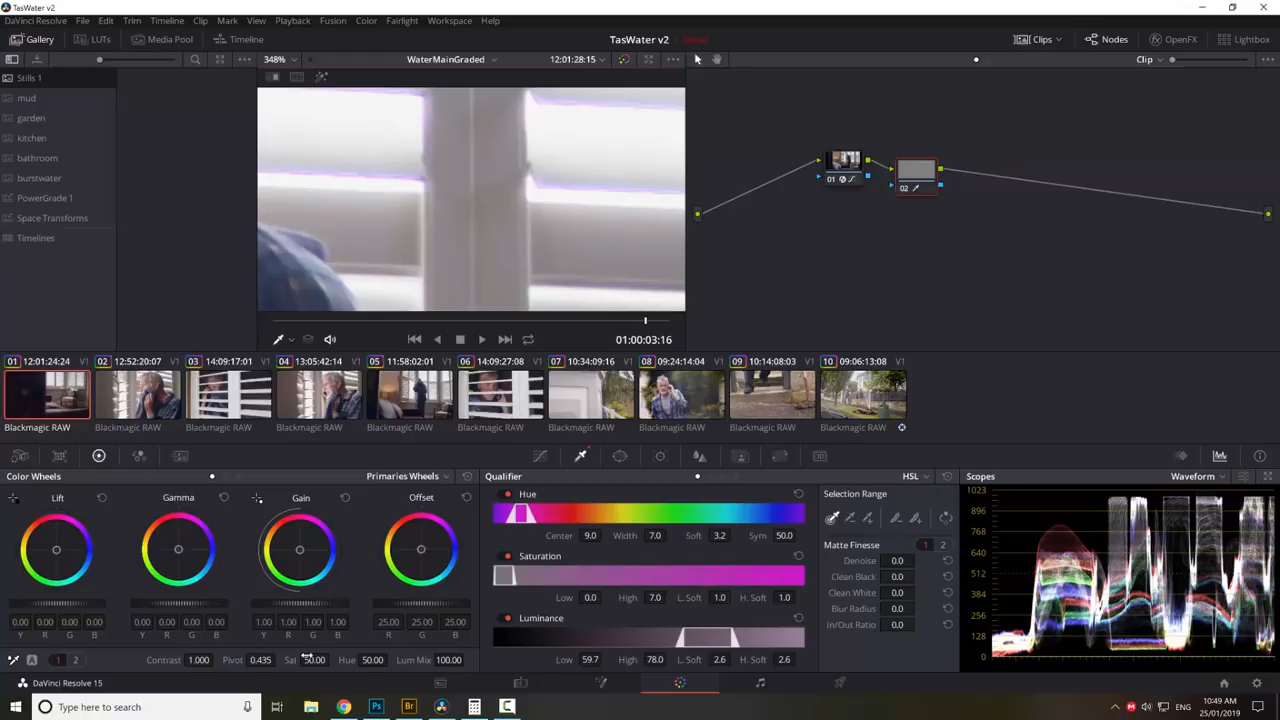 TasWater v2
DaVinci Resolve File Edit Trim Timeline Clip Mark View Playback Fusion Color Fairlight Workspace Help
Gallery LUTs Media Pool Timeline TasWater v2 Clips Nodes OpenFX Lightbox
348% WaterMainGraded 12:01:28:15 Clip
Stills 1
mud
garden
kitchen
bathroom
burstwater
PowerGrade 1
Space Transforms
Timelines
01
02
01:00:03:16
01 12:01:24:24 V1 02 12:52:20:07 V1 03 14:09:17:01 V1 04 13:05:42:14 V1 05 11:58:02:01 V1 06 14:09:27:08 V1 07 10:34:09:16 V1 08 09:24:14:04 V1 09 10:14:08:03 V1 10 09:06:13:08 V1
Blackmagic RAW Blackmagic RAW Blackmagic RAW Blackmagic RAW Blackmagic RAW Blackmagic RAW Blackmagic RAW Blackmagic RAW Blackmagic RAW Blackmagic RAW
Color Wheels Primaries Wheels Qualifier HSL Scopes Waveform
Lift Gamma Gain Offset
Hue
Center 9.0 Width 7.0 Soft 3.2 Sym 50.0
Saturation
Low 0.0 High 7.0 L. Soft 1.0 H. Soft 1.0
Luminance
Low 59.7 High 78.0 L. Soft 2.6 H. Soft 2.6
Selection Range
Matte Finesse 1 2
Denoise 0.0
Clean Black 0.0
Clean White 0.0
Blur Radius 0.0
In/Out Ratio 0.0
1023
896
768
640
512
384
256
128
0
0.00 0.00 0.00 0.00 0.00 0.00 0.00 0.00 1.00 1.00 1.00 25.00 25.00 25.00
Y R G B Y R G B Y R G B R G B
A 1 2 Contrast 1.000 Pivot 0.435 Sat 50.00 Hue 50.00 Lum Mix 100.00
DaVinci Resolve 15
Type here to search
Ps
Br
ENG
10:49 AM
25/01/2019